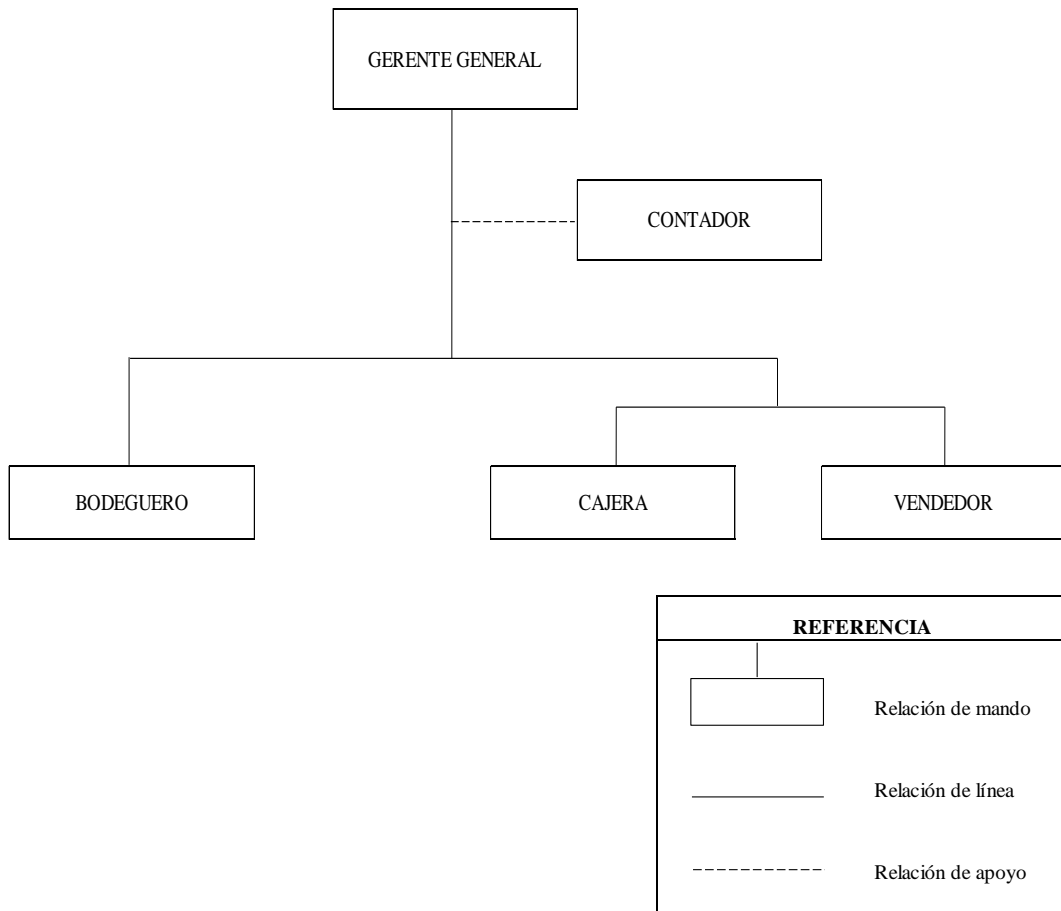 GERENTE GENERAL
CONTADOR
BODEGUERO
CAJERA
VENDEDOR
REFERENCIA
Relación de mando
Relación de línea
Relación de apoyo